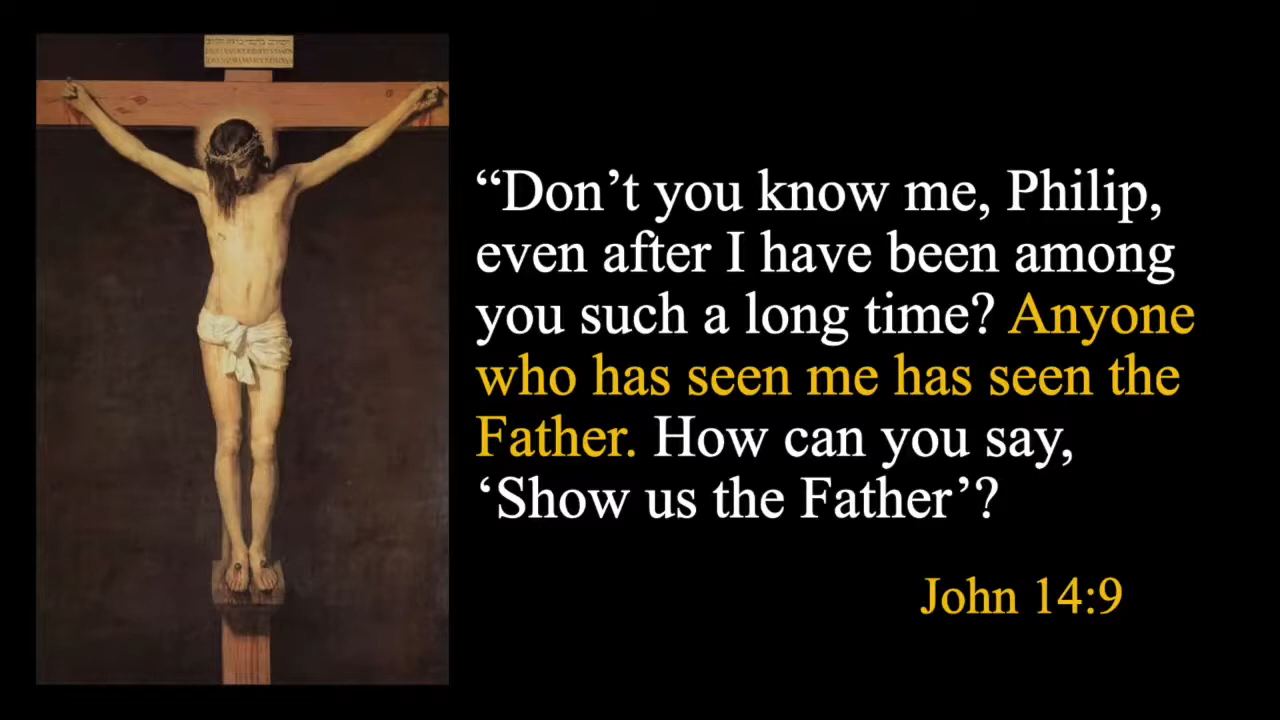 “Don’t you know me, Philip,
even after I have been among
you such a long time? Anyone
who has seen me has seen the
Father. How can you say,
‘Show us the Father’?
John 14:9